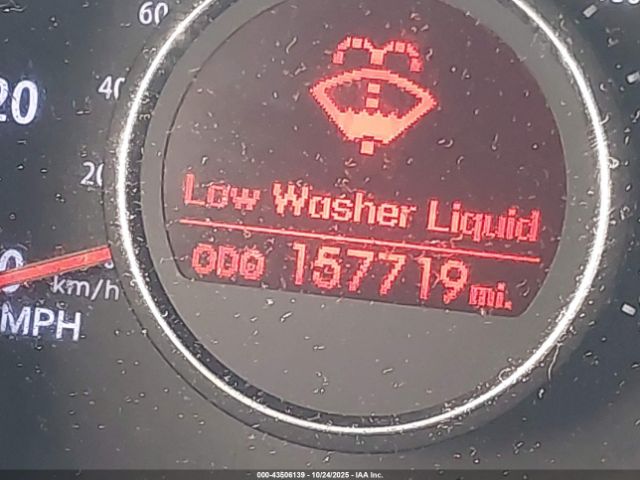 60
40
20
20
0
km/h
MPH
Low Washer Liquid
ODO 157719 mi.
000-43506139 - 10/24/2025 - IAA Inc.